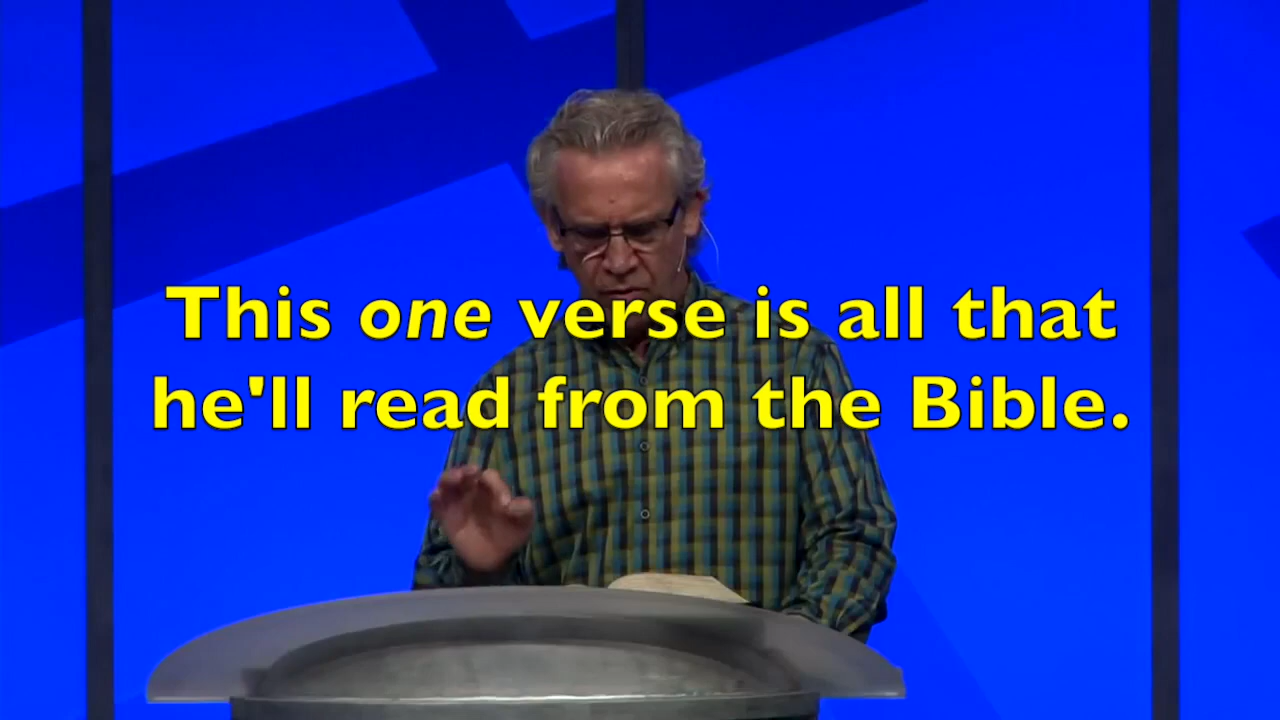 This one verse is all that
he'll read from the Bible.